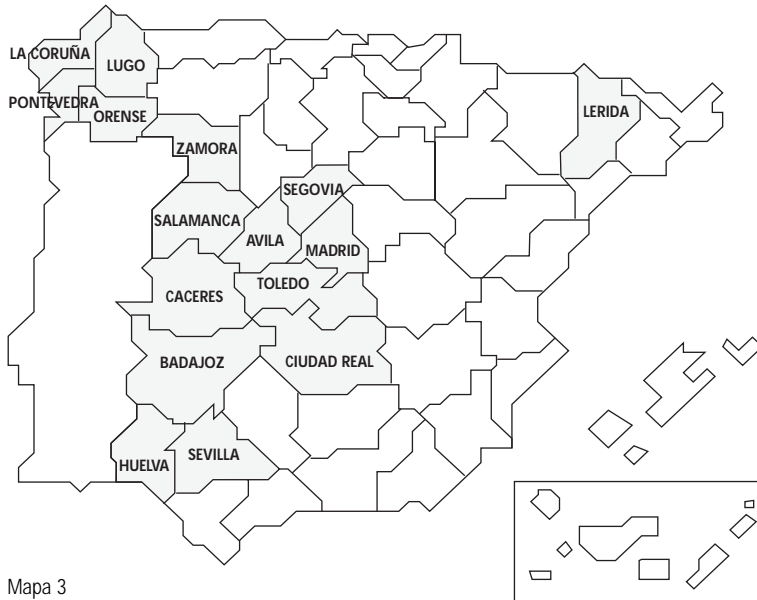 LA CORUÑA
LUGO
PONTEVEDRA
ORENSE
LERIDA
ZAMORA
SEGOVIA
SALAMANCA
AVILA
MADRID
TOLEDO
CACERES
BADAJOZ
CIUDAD REAL
HUELVA
SEVILLA
Mapa 3